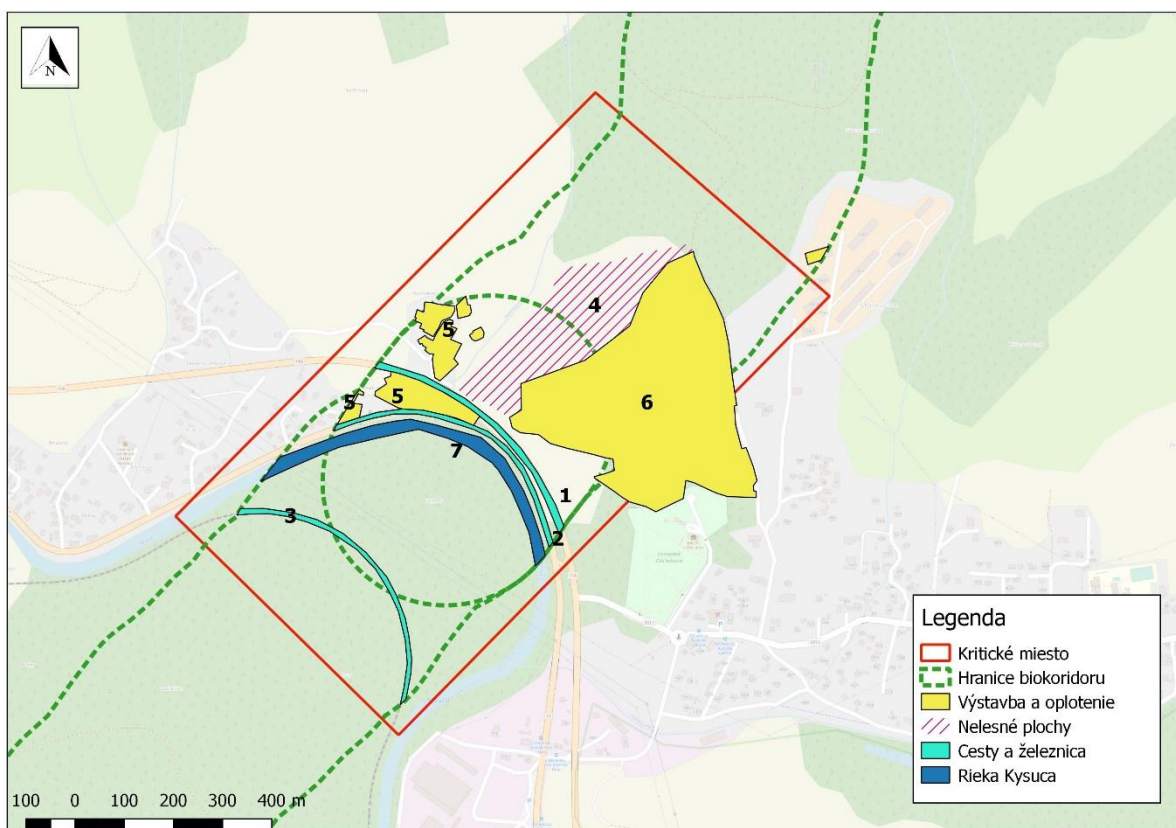 N
4
5
6
5
5
7
1
3
2
Legenda
Kritické miesto
Hranice biokoridoru
Výstavba a oplotenie
Nelesné plochy
Cesty a železnica
Rieka Kysuca
100 0 100 200 300 400 m